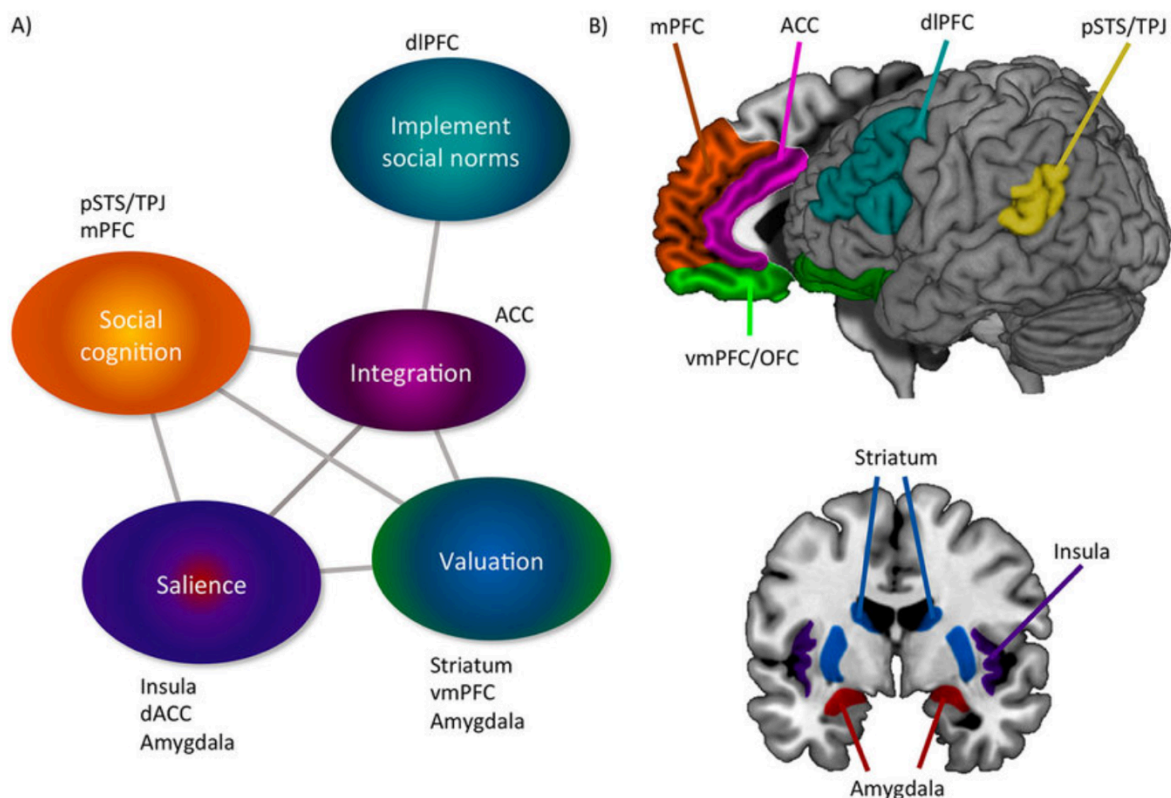 A)
dlPFC
Implement
social norms
pSTS/TPJ
mPFC
Social
cognition
ACC
Integration
Salience
Valuation
Insula
dACC
Amygdala
Striatum
vmPFC
Amygdala
B)
mPFC
ACC
dlPFC
pSTS/TPJ
vmPFC/OFC
Striatum
Insula
Amygdala